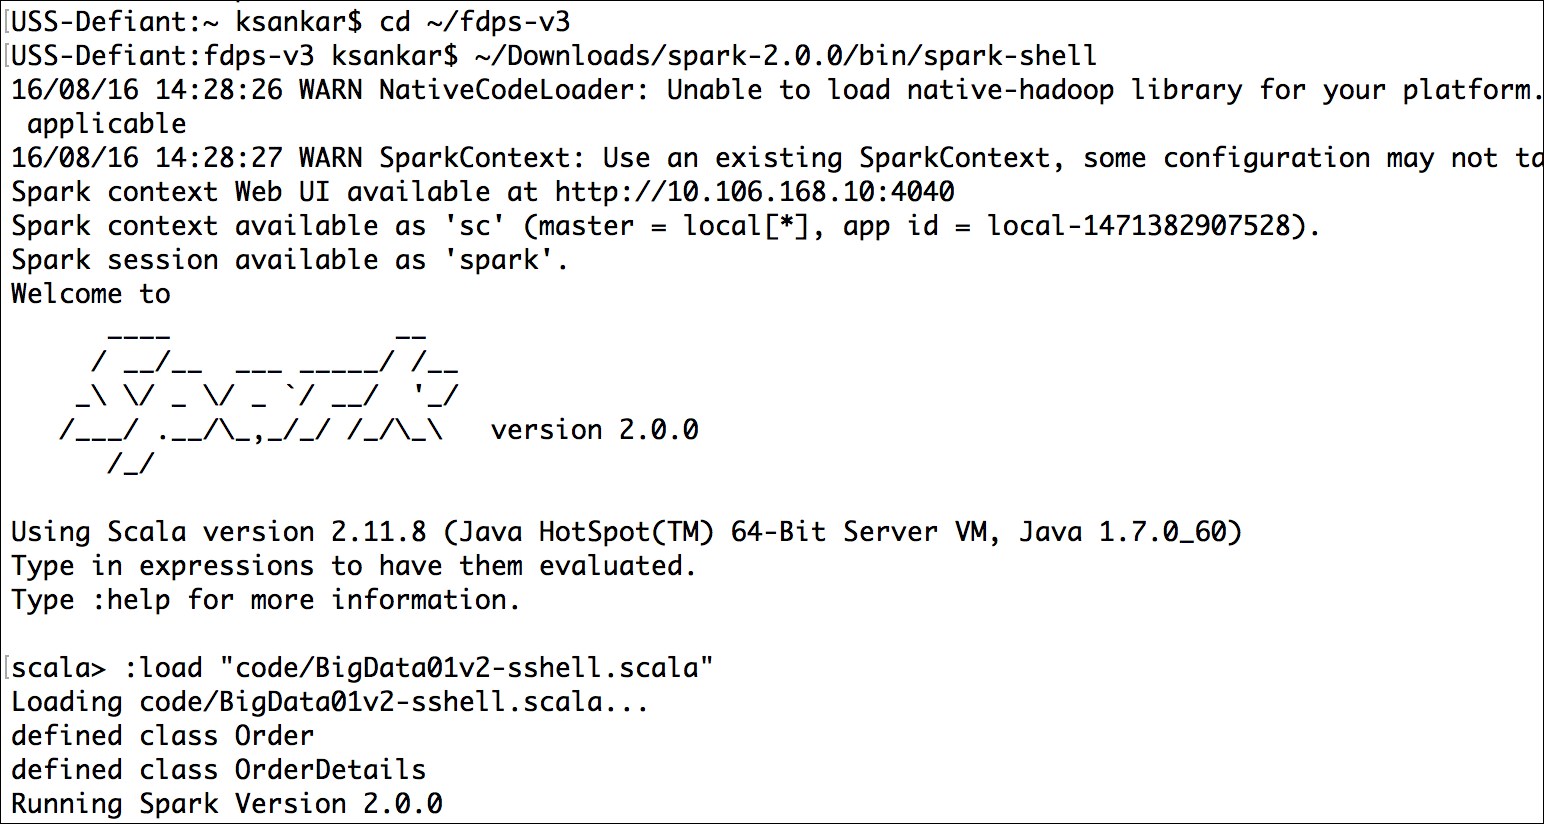 USS-Defiant:~ ksankar$ cd ~/fdps-v3
USS-Defiant:fdps-v3 ksankar$ ~/Downloads/spark-2.0.0/bin/spark-shell
16/08/16 14:28:26 WARN NativeCodeLoader: Unable to load native-hadoop library for your platform.
 applicable
16/08/16 14:28:27 WARN SparkContext: Use an existing SparkContext, some configuration may not ta
Spark context Web UI available at http://10.106.168.10:4040
Spark context available as 'sc' (master = local[*], app id = local-1471382907528).
Spark session available as 'spark'.
Welcome to
      ____              __
     / __/__  ___ _____/ /__
    _\ \/ _ \/ _ `/ __/  '_/
   /___/ .__/\_,_/_/ /_/\_\   version 2.0.0
      /_/
Using Scala version 2.11.8 (Java HotSpot(TM) 64-Bit Server VM, Java 1.7.0_60)
Type in expressions to have them evaluated.
Type :help for more information.
scala> :load "code/BigData01v2-sshell.scala"
Loading code/BigData01v2-sshell.scala...
defined class Order
defined class OrderDetails
Running Spark Version 2.0.0